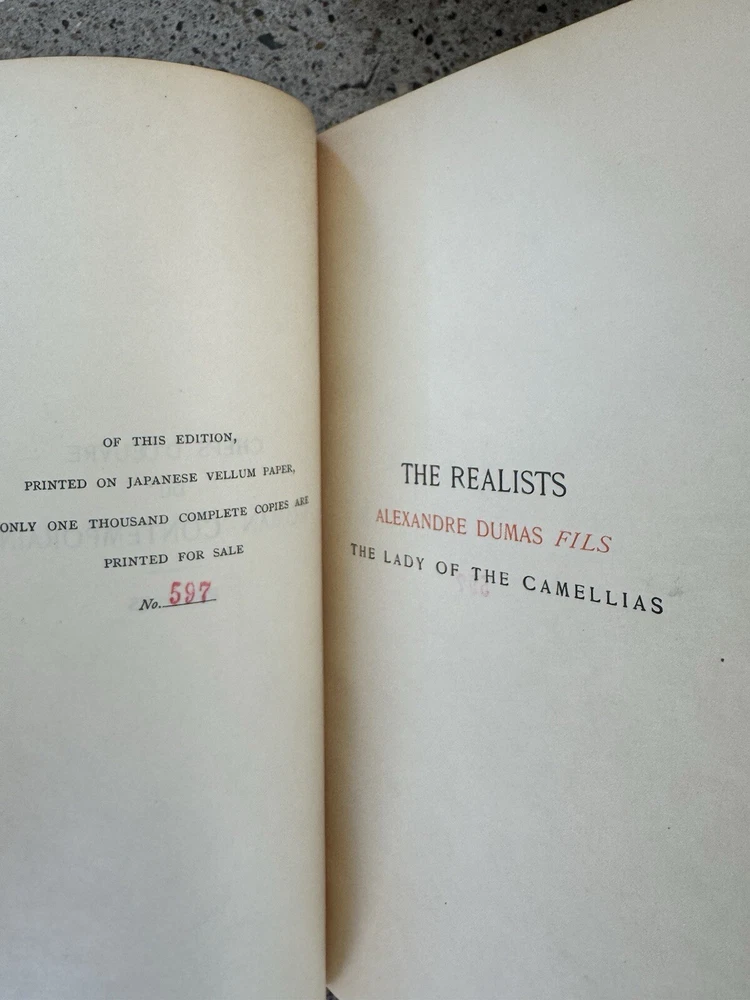 OF THIS EDITION,
PRINTED ON JAPANESE VELLUM PAPER,
ONLY ONE THOUSAND COMPLETE COPIES ARE
PRINTED FOR SALE
No. 597
THE REALISTS
ALEXANDRE DUMAS FILS
THE LADY OF THE CAMELLIAS